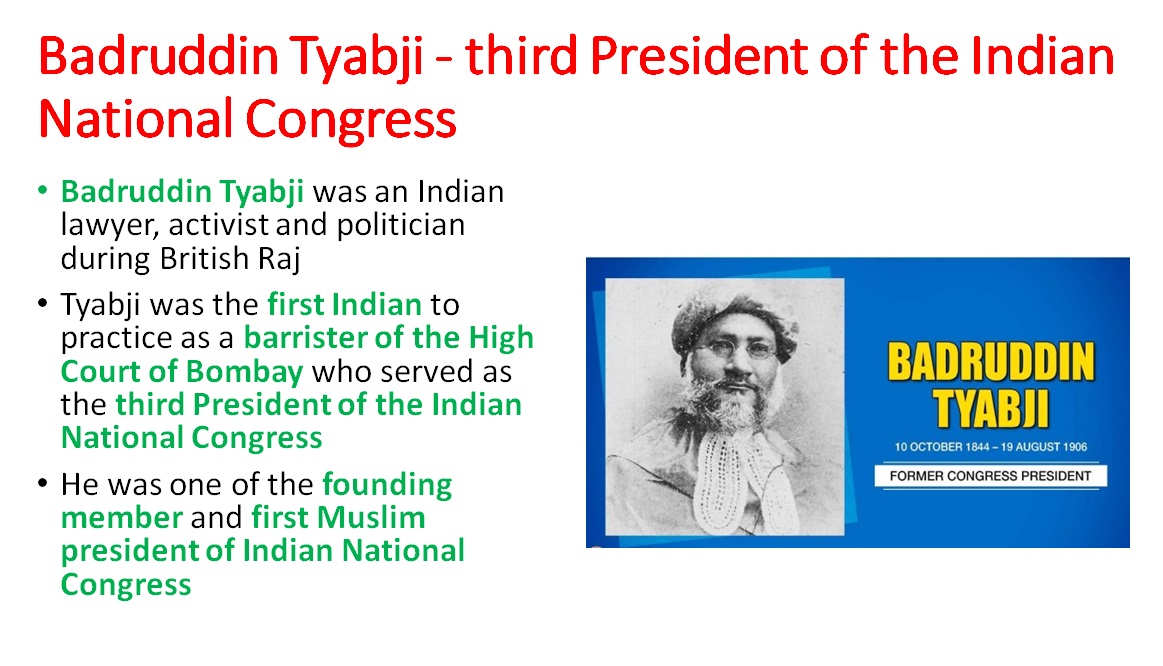 Badruddin Tyabji - third President of the Indian
National Congress
• Badruddin Tyabji was an Indian
lawyer, activist and politician
during British Raj
• Tyabji was the first Indian to
practice as a barrister of the High
Court of Bombay who served as
the third President of the Indian
National Congress
• He was one of the founding
member and first Muslim
president of Indian National
Congress
BADRUDDIN
TYABJI
10 OCTOBER 1844 – 19 AUGUST 1906
FORMER CONGRESS PRESIDENT